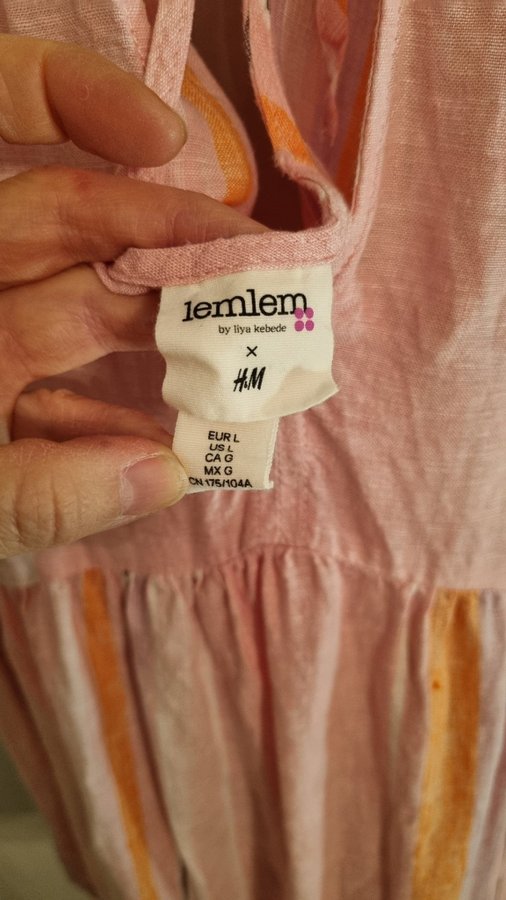 lemlem
by liya kebede
×
H&M
EUR L
US L
CA G
MX G
CN 175/104A